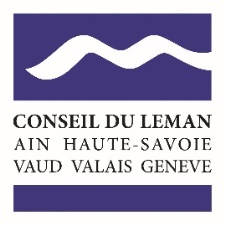 CONSEIL DU LEMAN
AIN HAUTE-SAVOIE
VAUD VALAIS GENEVE